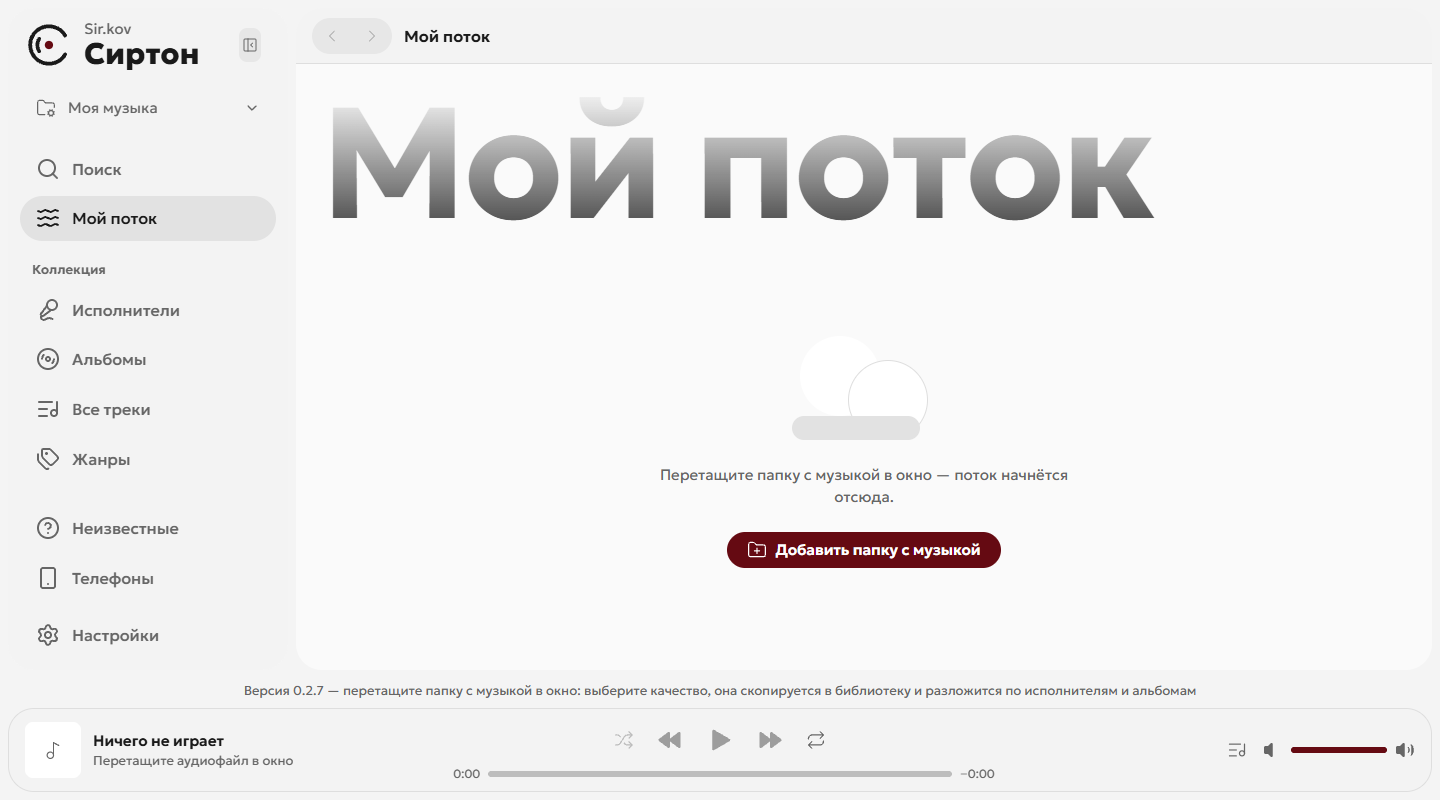 Sir.kov
Сиртон
Моя музыка
Поиск
Мой поток
Коллекция
Исполнители
Альбомы
Все треки
Жанры
Неизвестные
Телефоны
Настройки
Мой поток
Мой поток
Перетащите папку с музыкой в окно — поток начнётся
отсюда.
Добавить папку с музыкой
Версия 0.2.7 — перетащите папку с музыкой в окно: выберите качество, она скопируется в библиотеку и разложится по исполнителям и альбомам
Ничего не играет
Перетащите аудиофайл в окно
0:00
−0:00